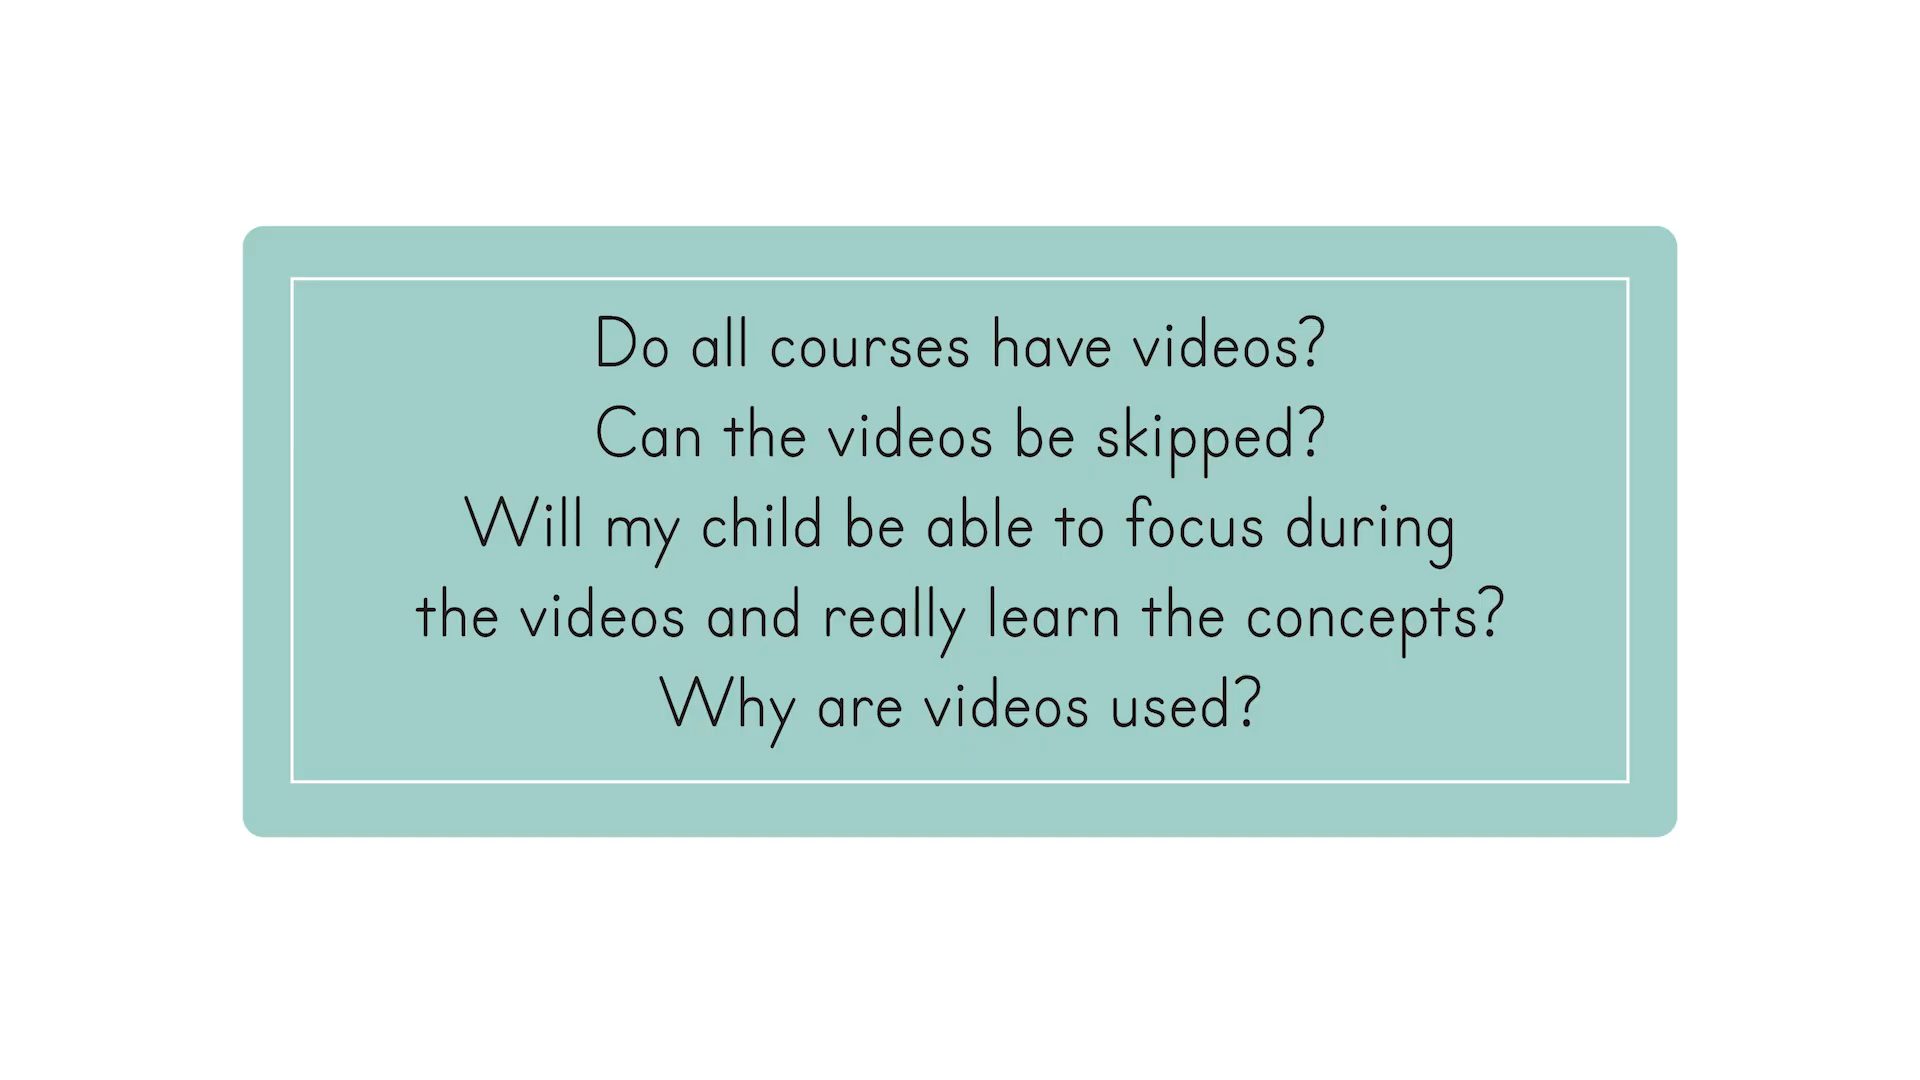 Do all courses have videos?
Can the videos be skipped?
Will my child be able to focus during
the videos and really learn the concepts?
Why are videos used?